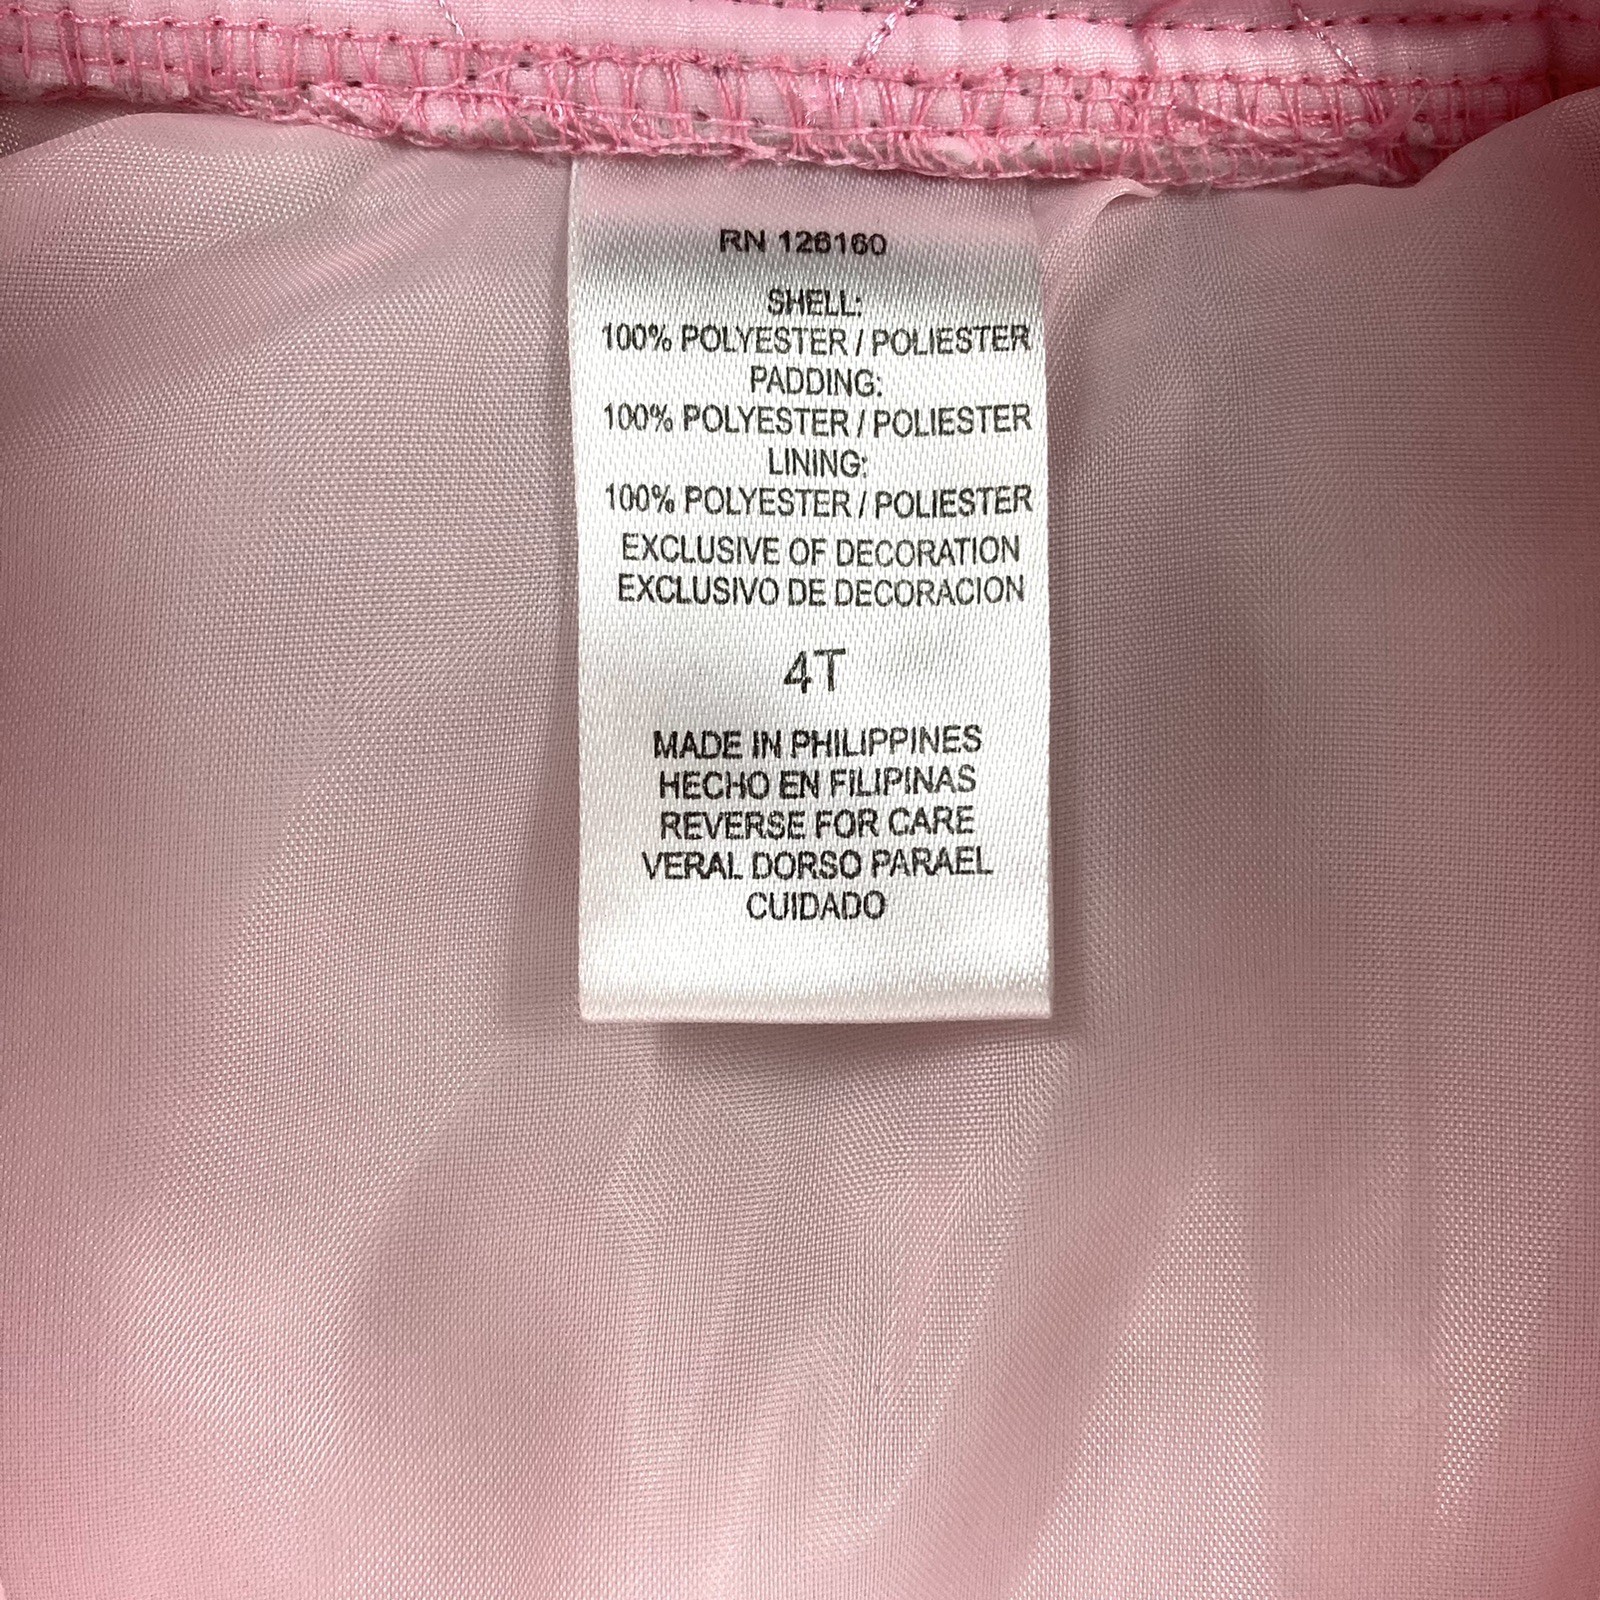 RN 126160
SHELL:
100% POLYESTER / POLIESTER
PADDING:
100% POLYESTER / POLIESTER
LINING:
100% POLYESTER / POLIESTER
EXCLUSIVE OF DECORATION
EXCLUSIVO DE DECORACION
4T
MADE IN PHILIPPINES
HECHO EN FILIPINAS
REVERSE FOR CARE
VERAL DORSO PARAEL
CUIDADO